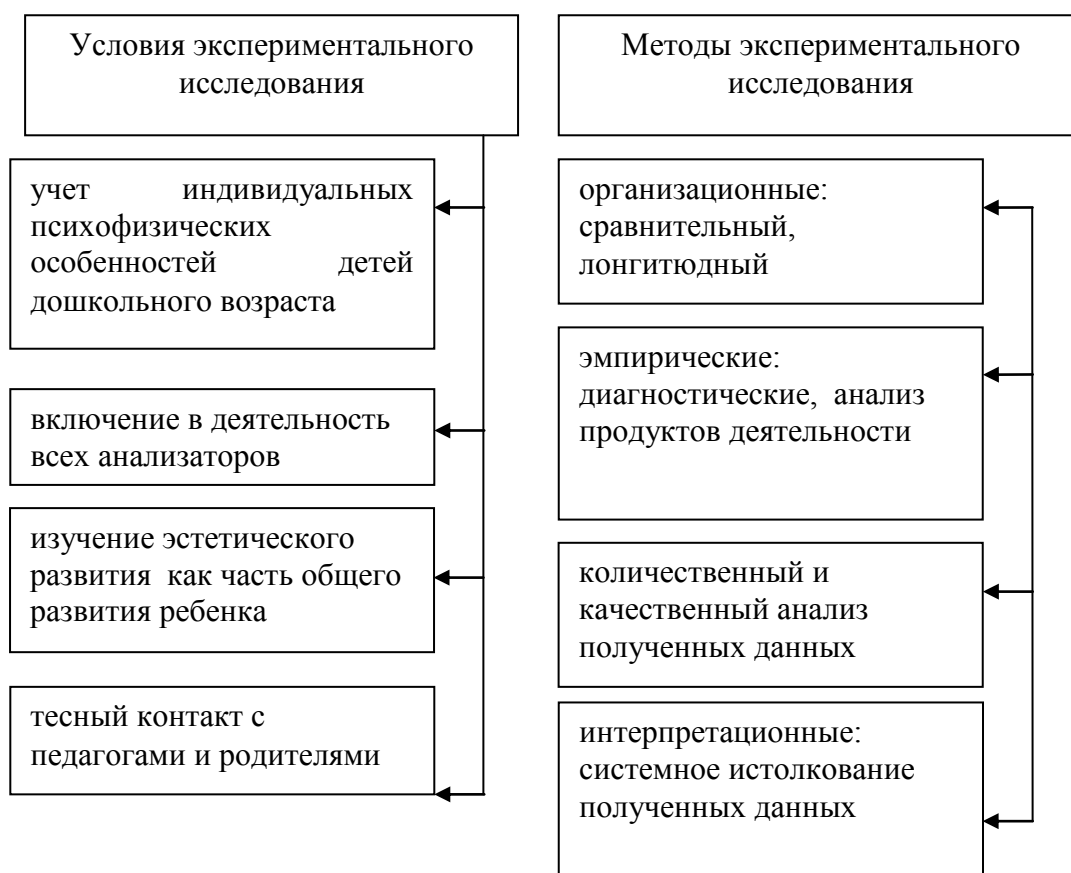 Условия экспериментального
исследования
учет индивидуальных
психофизических
особенностей детей
дошкольного возраста
включение в деятельность
всех анализаторов
изучение эстетического
развития как часть общего
развития ребенка
тесный контакт с
педагогами и родителями
Методы экспериментального
исследования
организационные:
сравнительный,
лонгитюдный
эмпирические:
диагностические, анализ
продуктов деятельности
количественный и
качественный анализ
полученных данных
интерпретационные:
системное истолкование
полученных данных